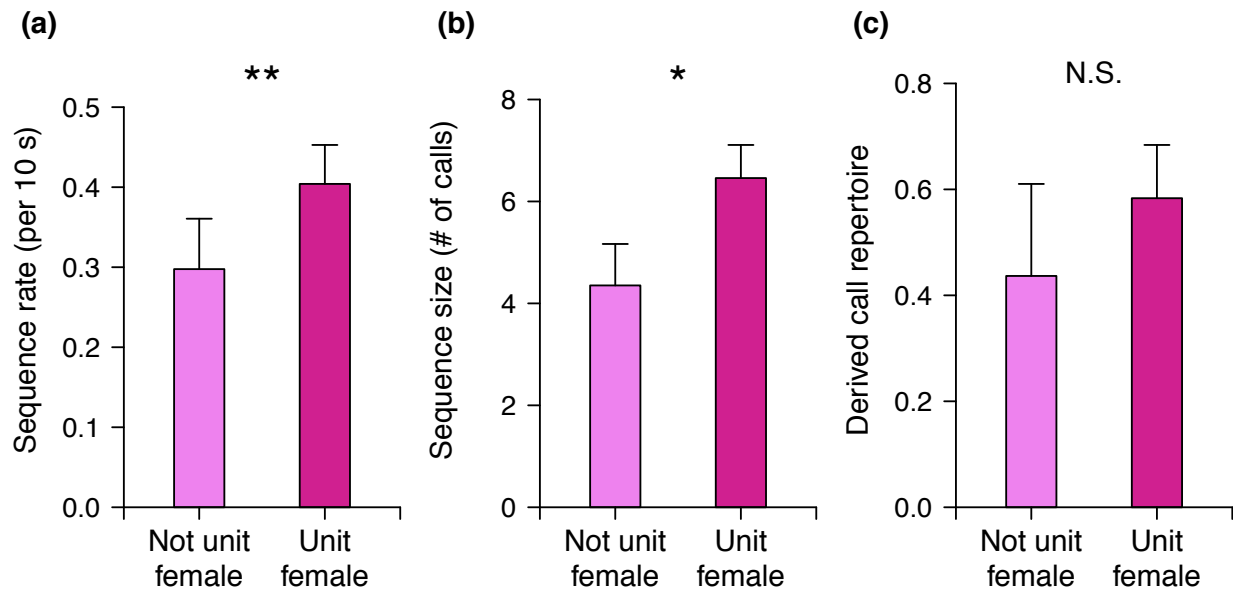 (a)
**
Sequence rate (per 10 s)
0.5
0.4
0.3
0.2
0.1
0.0
Not unit
female
Unit
female
(b)
*
Sequence size (# of calls)
8
6
4
2
0
Not unit
female
Unit
female
(c)
N.S.
Derived call repertoire
0.8
0.6
0.4
0.2
0.0
Not unit
female
Unit
female